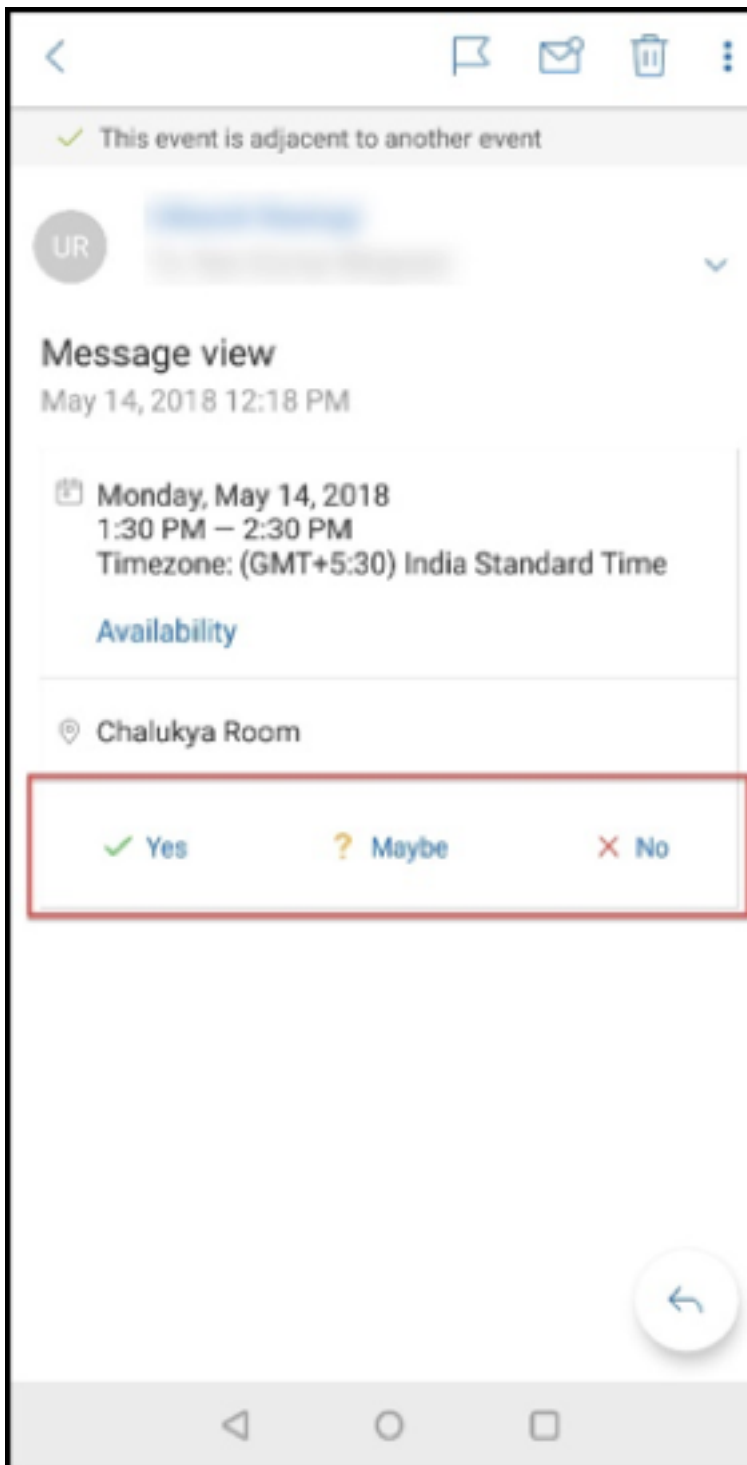 This event is adjacent to another event
UR
Message view
May 14, 2018 12:18 PM
Monday, May 14, 2018
1:30 PM — 2:30 PM
Timezone: (GMT+5:30) India Standard Time
Availability
Chalukya Room
Yes ? Maybe No